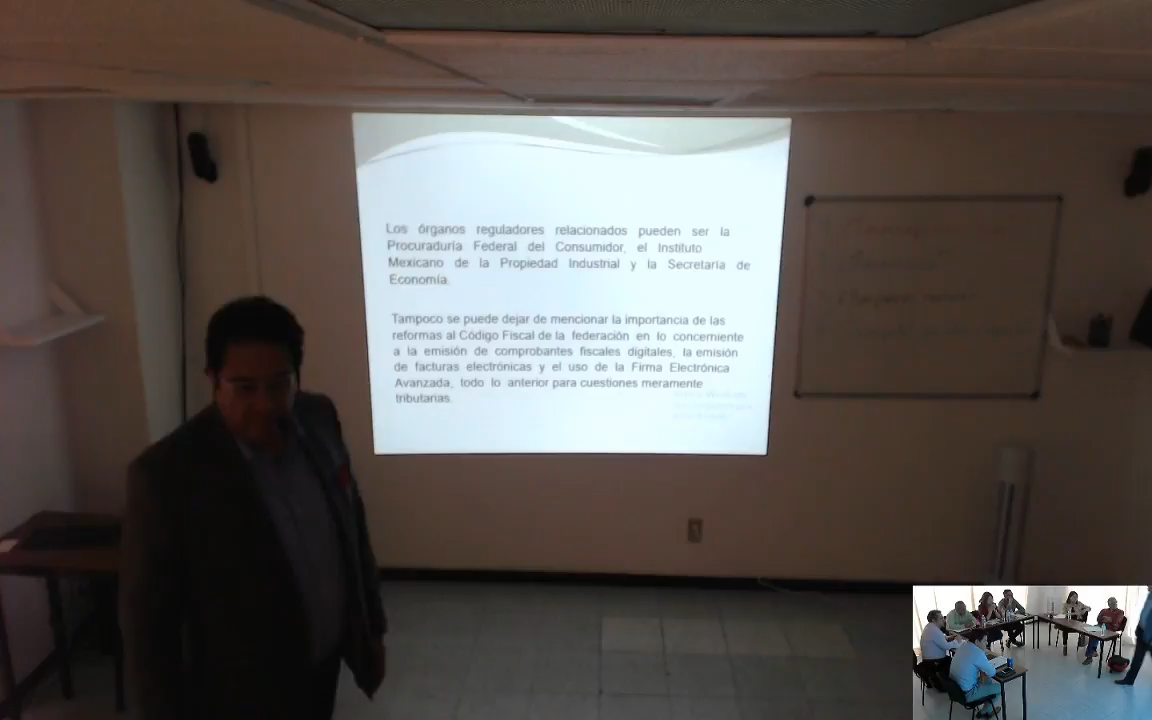 Los órganos reguladores relacionados pueden ser la
Procuraduría Federal del Consumidor, el Instituto
Mexicano de la Propiedad Industrial y la Secretaría de
Economía.
Tampoco se puede dejar de mencionar la importancia de las
reformas al Código Fiscal de la federación en lo concerniente
a la emisión de comprobantes fiscales digitales, la emisión
de facturas electrónicas y el uso de la Firma Electrónica
Avanzada, todo lo anterior para cuestiones meramente
tributarias.